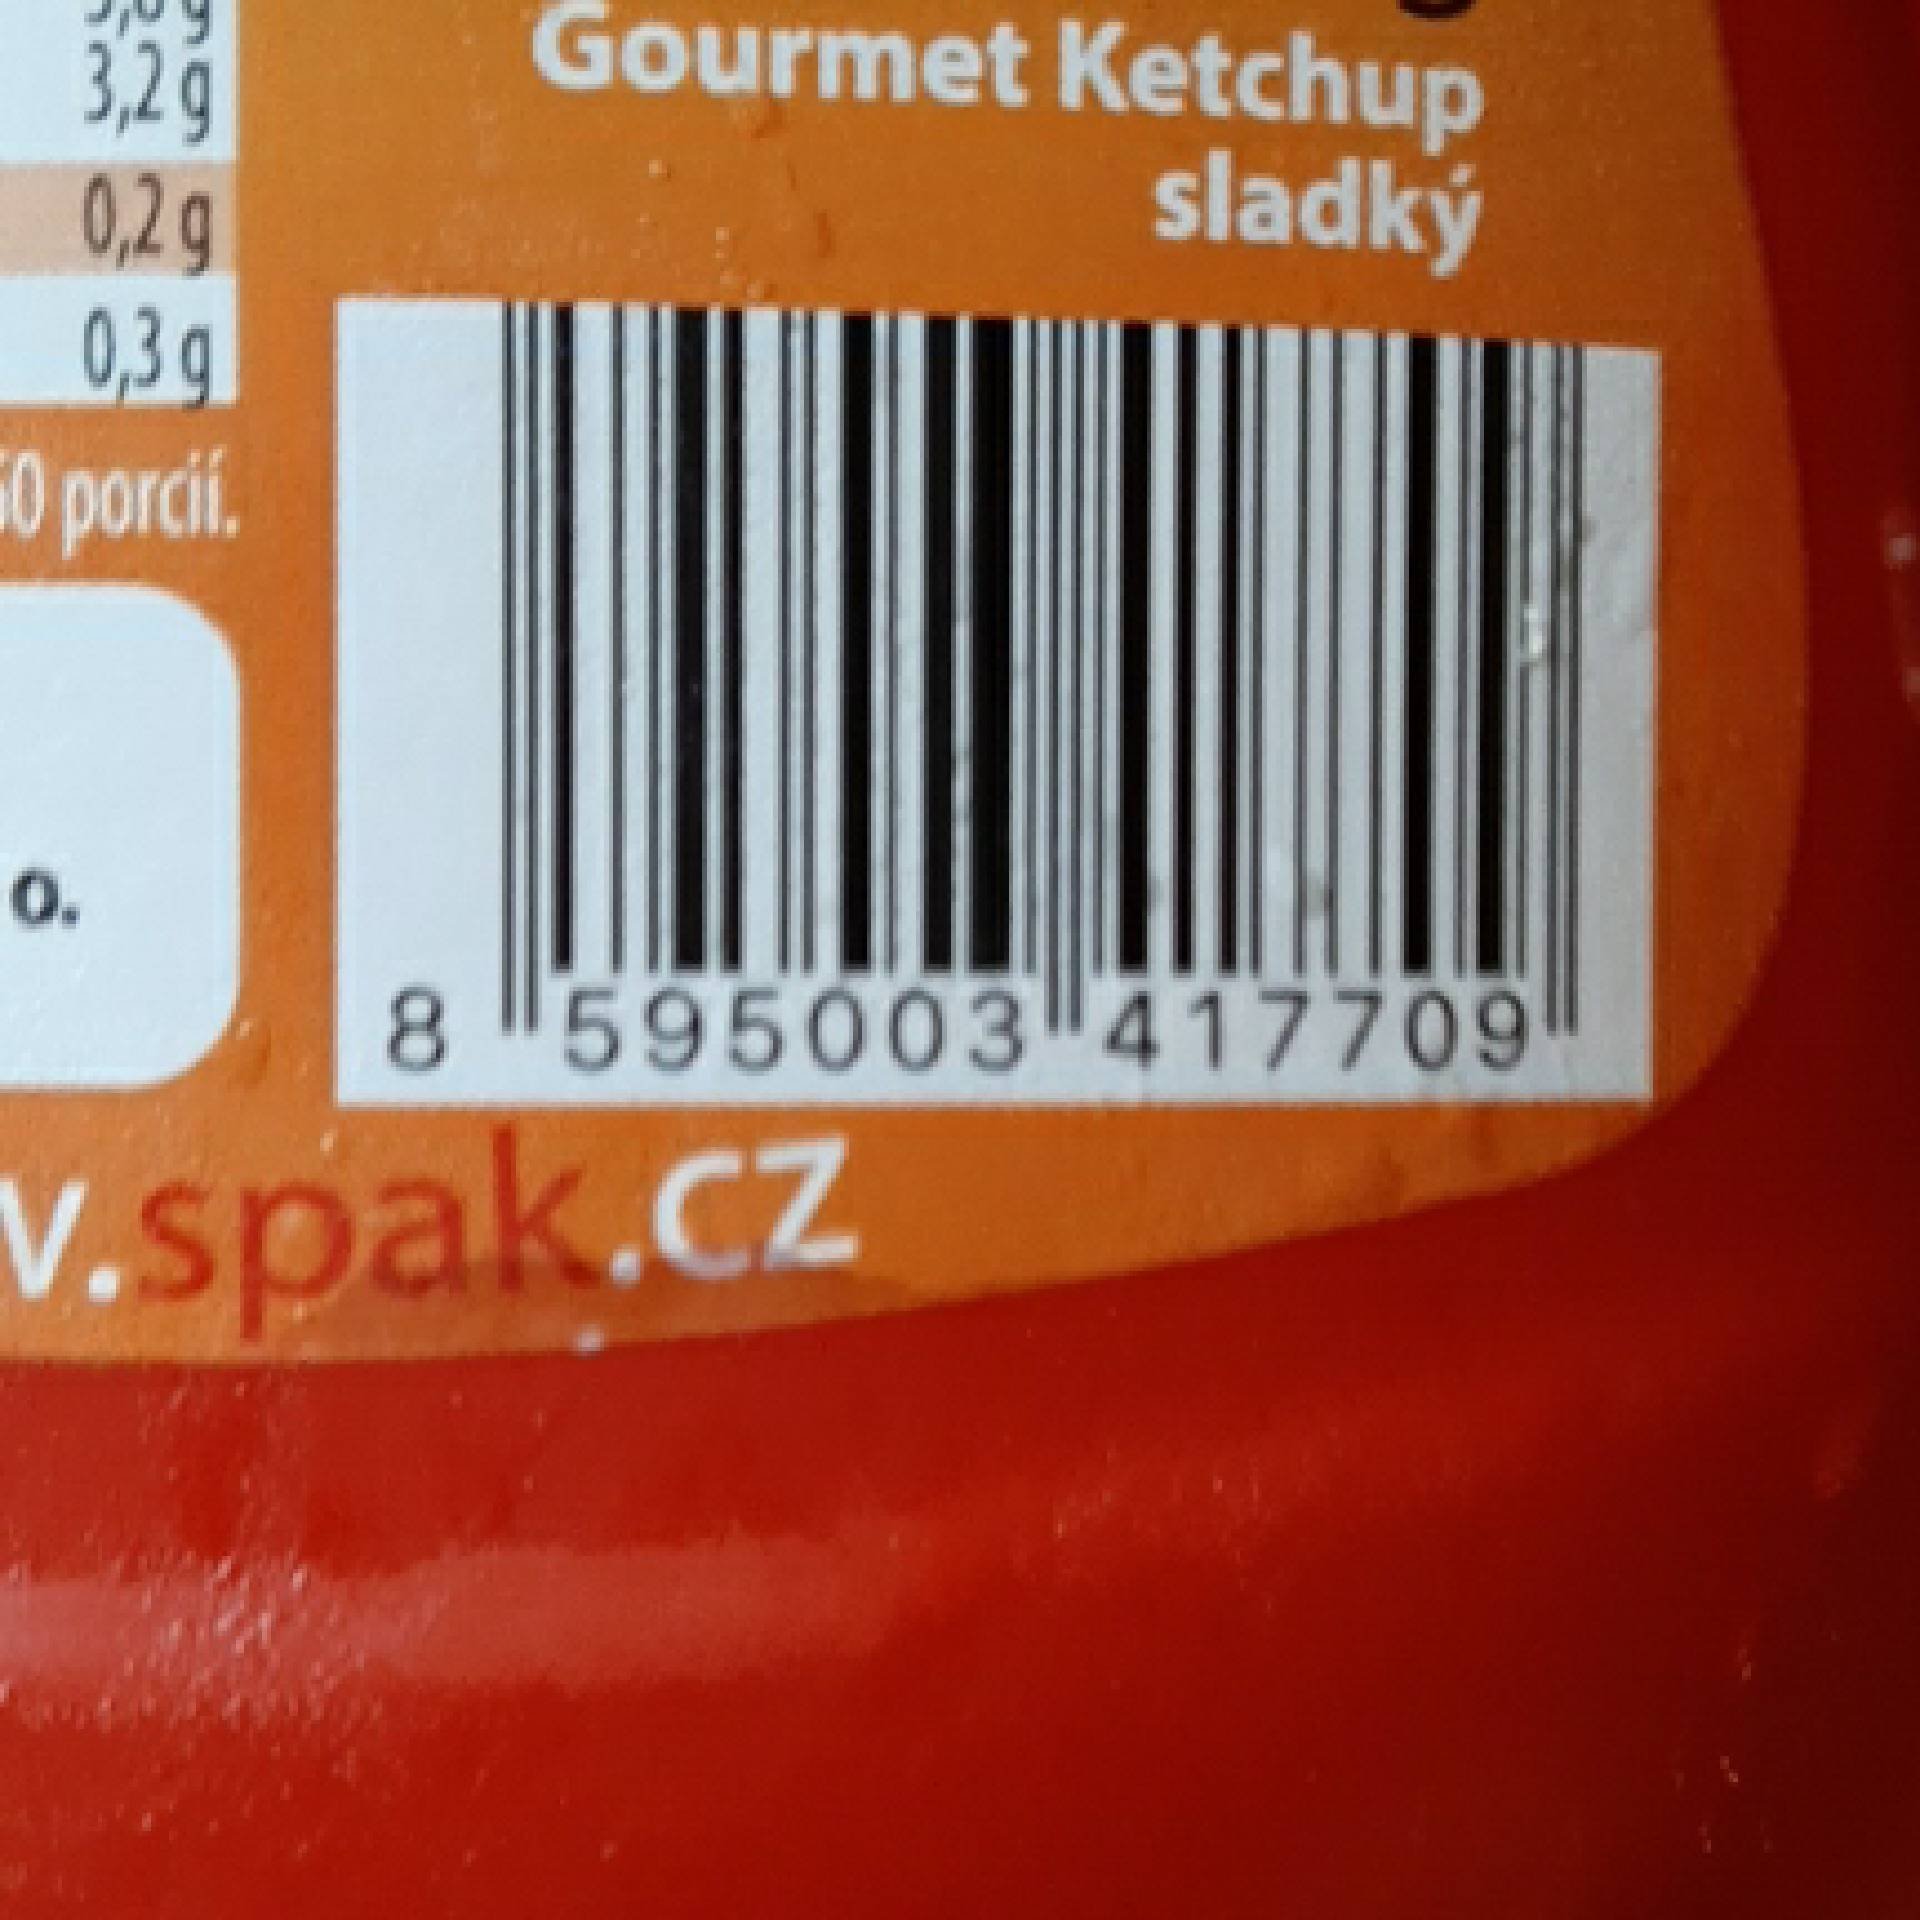 3,2 g
0,2 g
0,3 g
porcií.
o.
Gourmet Ketchup
sladký
8 595003 417709
.spak.cz